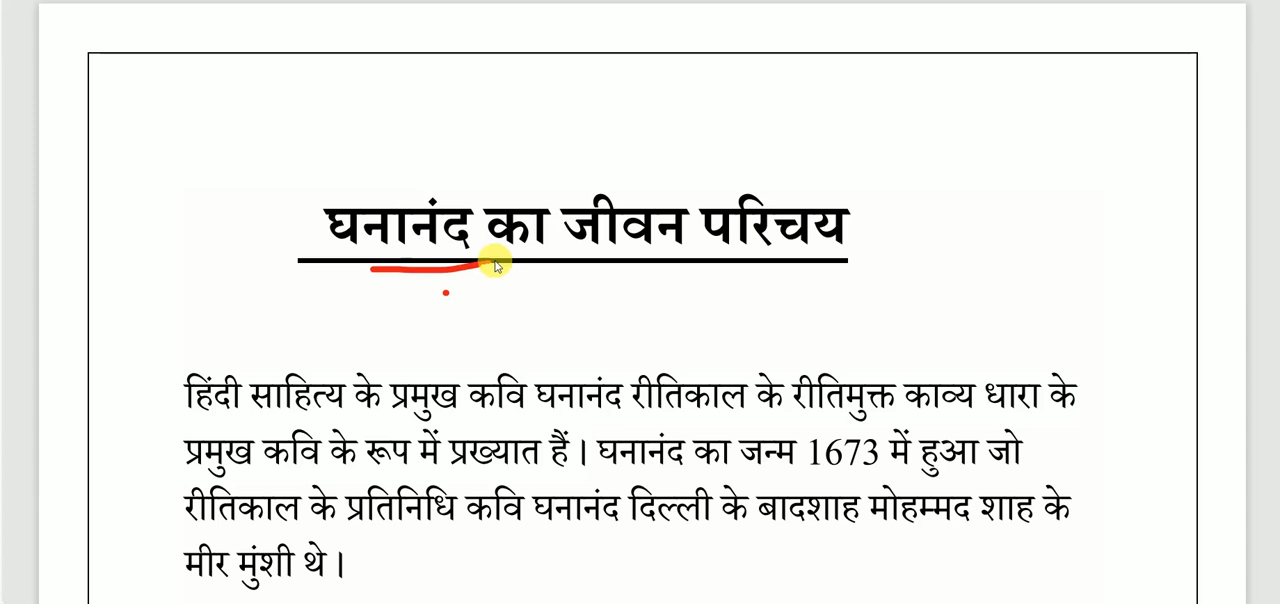 घनानंद का जीवन परिचय
हिंदी साहित्य के प्रमुख कवि घनानंद रीतिकाल के रीतिमुक्त काव्य धारा के
प्रमुख कवि के रूप में प्रख्यात हैं। घनानंद का जन्म 1673 में हुआ जो
रीतिकाल के प्रतिनिधि कवि घनानंद दिल्ली के बादशाह मोहम्मद शाह के
मीर मुंशी थे।